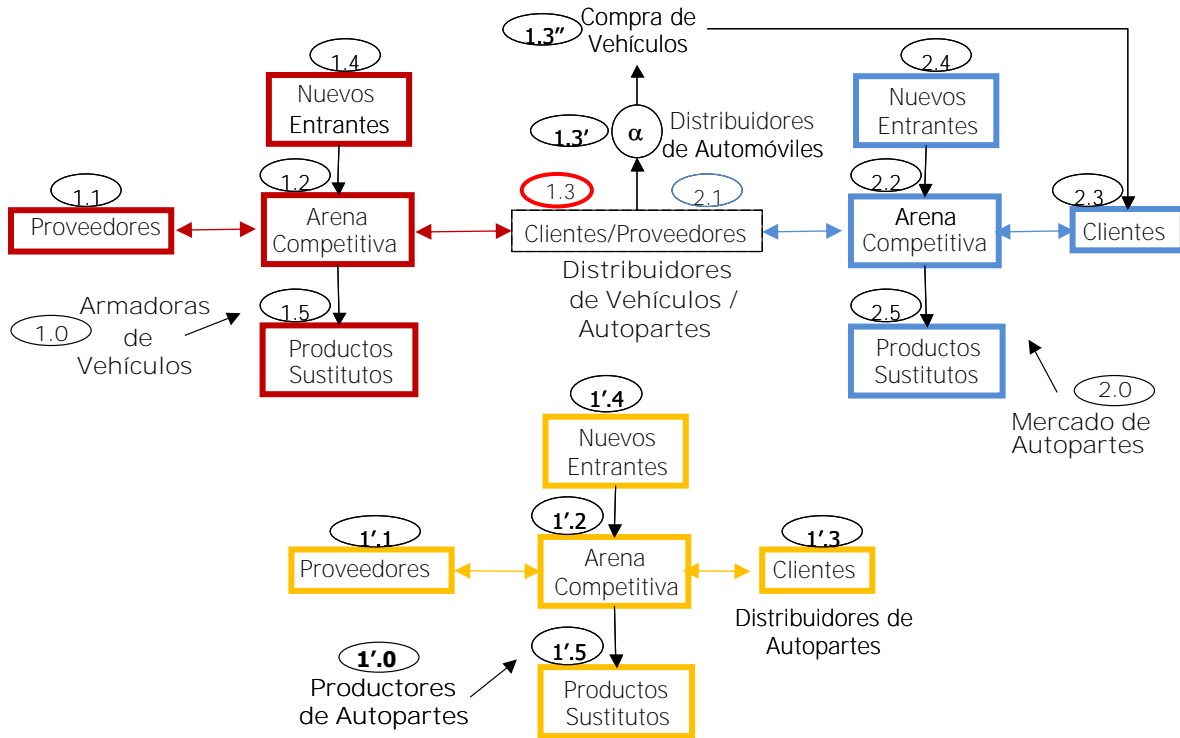 1.3’’
Compra de
Vehículos
1.4
Nuevos
Entrantes
1.3’
α
Distribuidores
de Automóviles
2.4
Nuevos
Entrantes
1.1
Proveedores
1.2
Arena
Competitiva
1.3
2.1
Clientes/Proveedores
Distribuidores
de Vehículos /
Autopartes
2.2
Arena
Competitiva
2.3
Clientes
1.0
Armadoras
de
Vehículos
1.5
Productos
Sustitutos
2.5
Productos
Sustitutos
2.0
Mercado de
Autopartes
1’.4
Nuevos
Entrantes
1’.1
Proveedores
1’.2
Arena
Competitiva
1’.3
Clientes
Distribuidores de
Autopartes
1’.0
Productores
de Autopartes
1’.5
Productos
Sustitutos